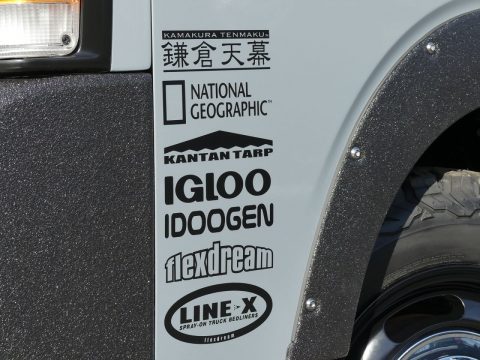 KAMAKURA TENMAKU
鎌倉天幕
NATIONAL
GEOGRAPHIC
KANTAN TARP
IGLOO
IDOOGEN
flexdream
LINE-X
SPRAY-ON TRUCK BEDLINERS
flexdream